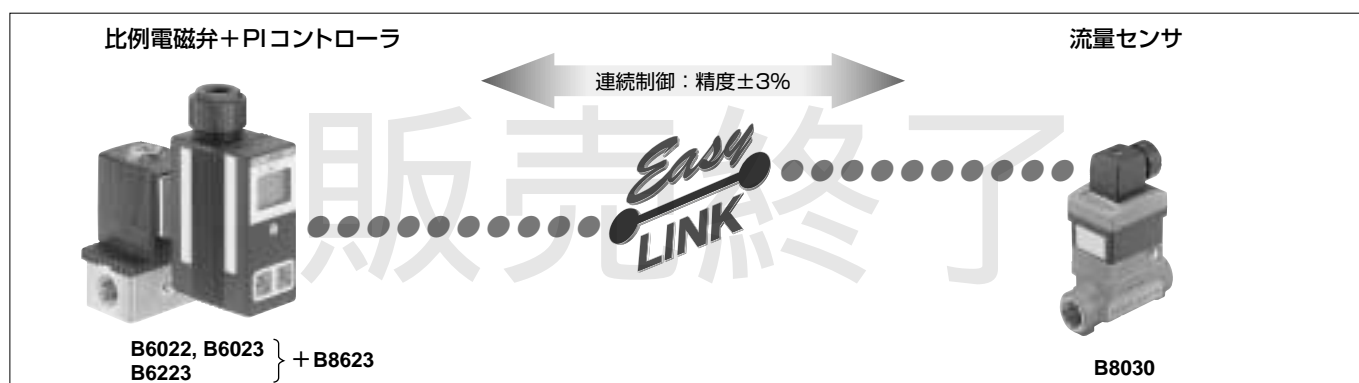 比例電磁弁+PIコントローラ
流量センサ
連続制御:精度±3%
販売終了
Easy
LINK
B6022, B6023
B6223
+B8623
B8030